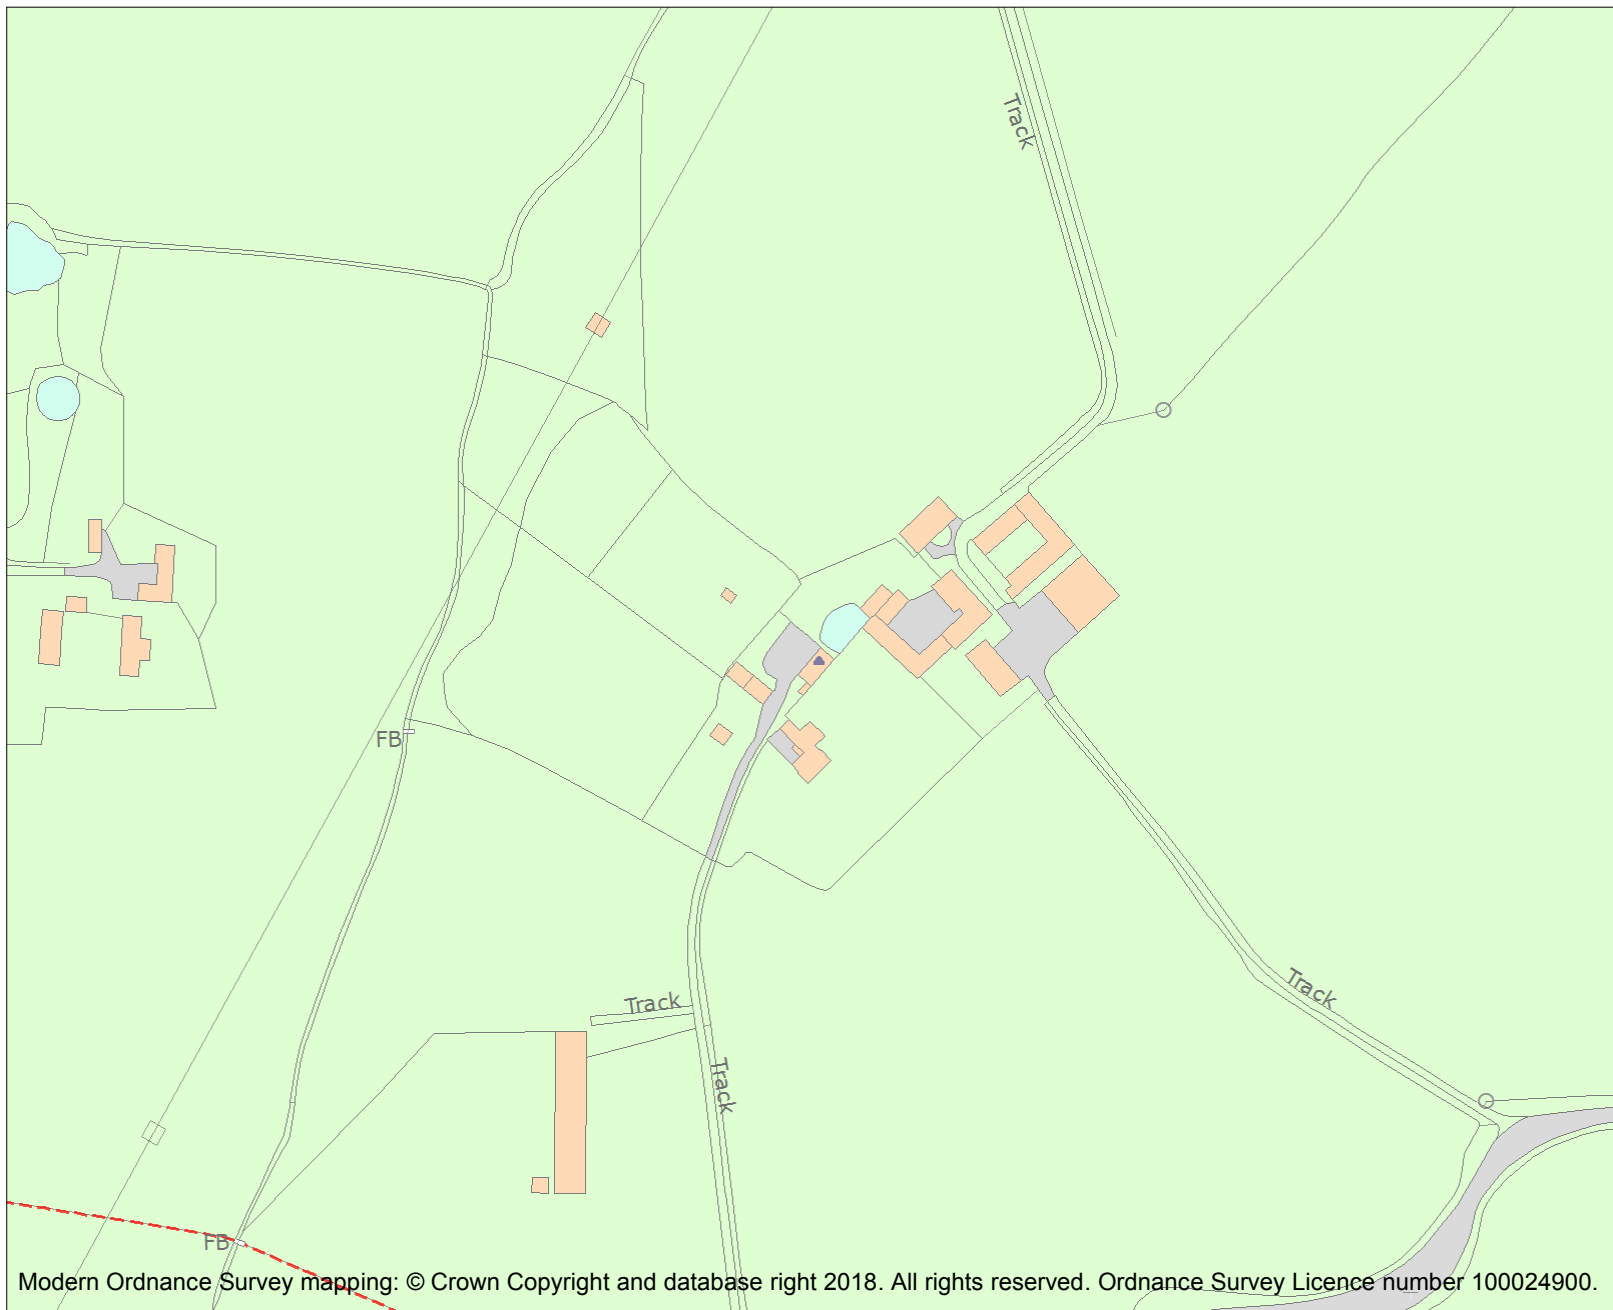 Track
FB
Track
Track
Track
FB
Modern Ordnance Survey mapping: © Crown Copyright and database right 2018. All rights reserved. Ordnance Survey Licence number 100024900.